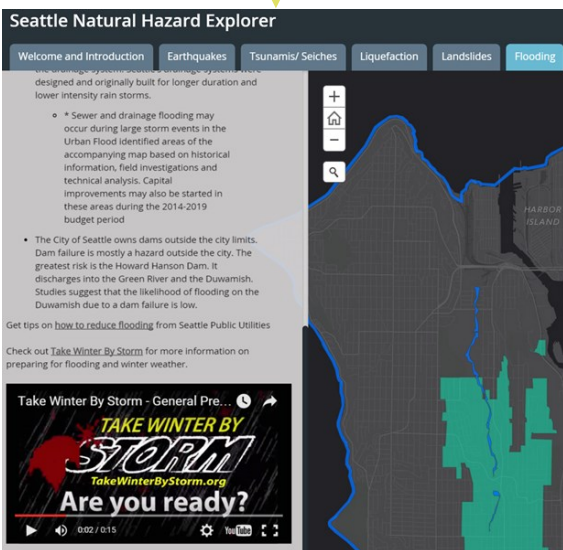 Seattle Natural Hazard Explorer
Welcome and Introduction
Earthquakes
Tsunamis/ Seiches
Liquefaction
Landslides
Flooding
the drainage system. Seattle's drainage systems were
designed and originally built for longer duration and
lower intensity rain storms.
* Sewer and drainage flooding may
occur during large storm events in the
Urban Flood identified areas of the
accompanying map based on historical
information, field investigations and
technical analysis. Capital
improvements may also be started in
these areas during the 2014-2019
budget period
The City of Seattle owns dams outside the city limits.
Dam failure is mostly a hazard outside the city. The
greatest risk is the Howard Hanson Dam. It
discharges into the Green River and the Duwamish.
Studies suggest that the likelihood of flooding on the
Duwamish due to a dam failure is low.
Get tips on how to reduce flooding from Seattle Public Utilities
Check out Take Winter By Storm for more information on
preparing for flooding and winter weather.
Take Winter By Storm - General Pre...
TAKE WINTER BY
STORM
TakeWinterByStorm.org
Are you ready?
0:02 / 0:15
YouTube
HARBOR
ISLAND